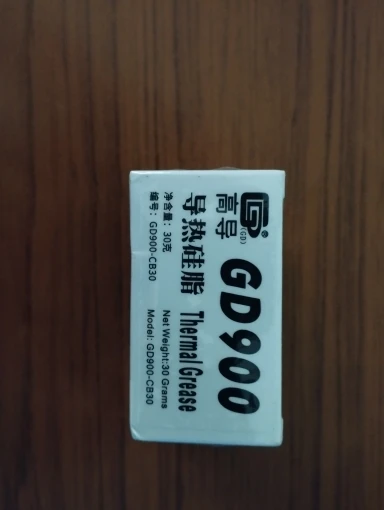 GD®
(GD)
高导
GD900
导热硅脂 Thermal Grease
净含量：30克 Net Weight:30 Grams
编号：GD900-CB30 Model: GD900-CB30